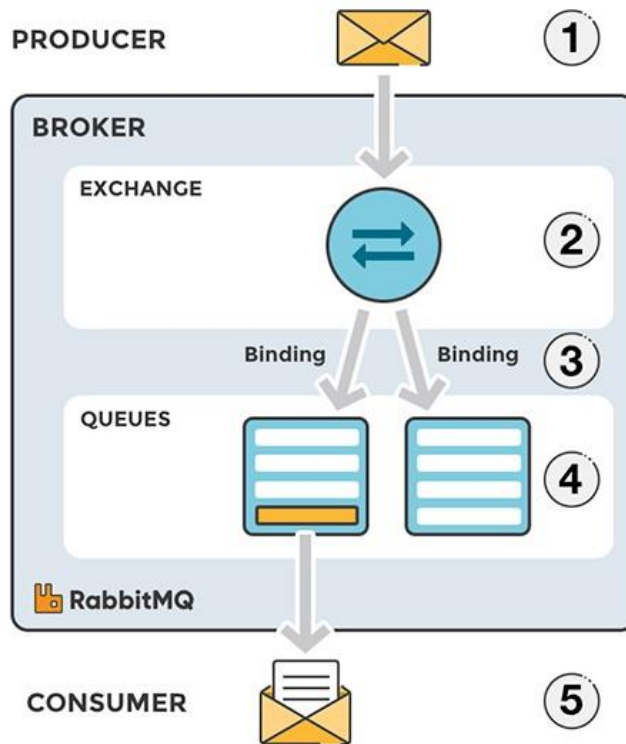 PRODUCER 1
BROKER
EXCHANGE
2
Binding Binding 3
QUEUES
4
RabbitMQ
CONSUMER 5